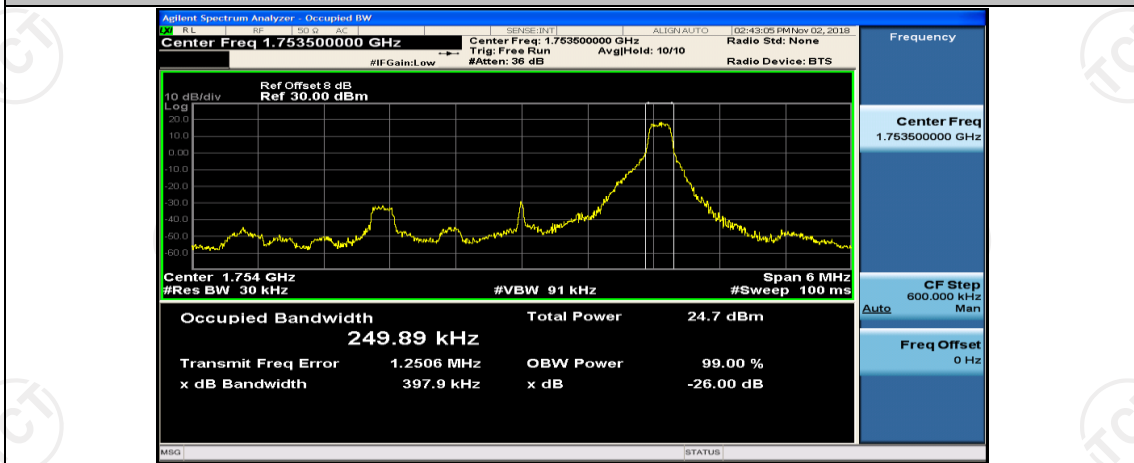 Agilent Spectrum Analyzer - Occupied BW
LXI RL RF 50 Ω AC SENSE:INT ALIGN AUTO 02:43:05 PM Nov 02, 2018
Center Freq 1.753500000 GHz Center Freq: 1.753500000 GHz Radio Std: None
Trig: Free Run Avg|Hold: 10/10
#IFGain:Low #Atten: 36 dB Radio Device: BTS
Ref Offset 8 dB
10 dB/div Ref 30.00 dBm
Log
20.0
10.0
0.00
-10.0
-20.0
-30.0
-40.0
-50.0
-60.0
Center 1.754 GHz Span 6 MHz
#Res BW 30 kHz #VBW 91 kHz #Sweep 100 ms
Occupied Bandwidth Total Power 24.7 dBm
249.89 kHz
Transmit Freq Error 1.2506 MHz OBW Power 99.00 %
x dB Bandwidth 397.9 kHz x dB -26.00 dB
MSG STATUS
Frequency
Center Freq
1.753500000 GHz
CF Step
600.000 kHz
Auto Man
Freq Offset
0 Hz
TCT
TCT